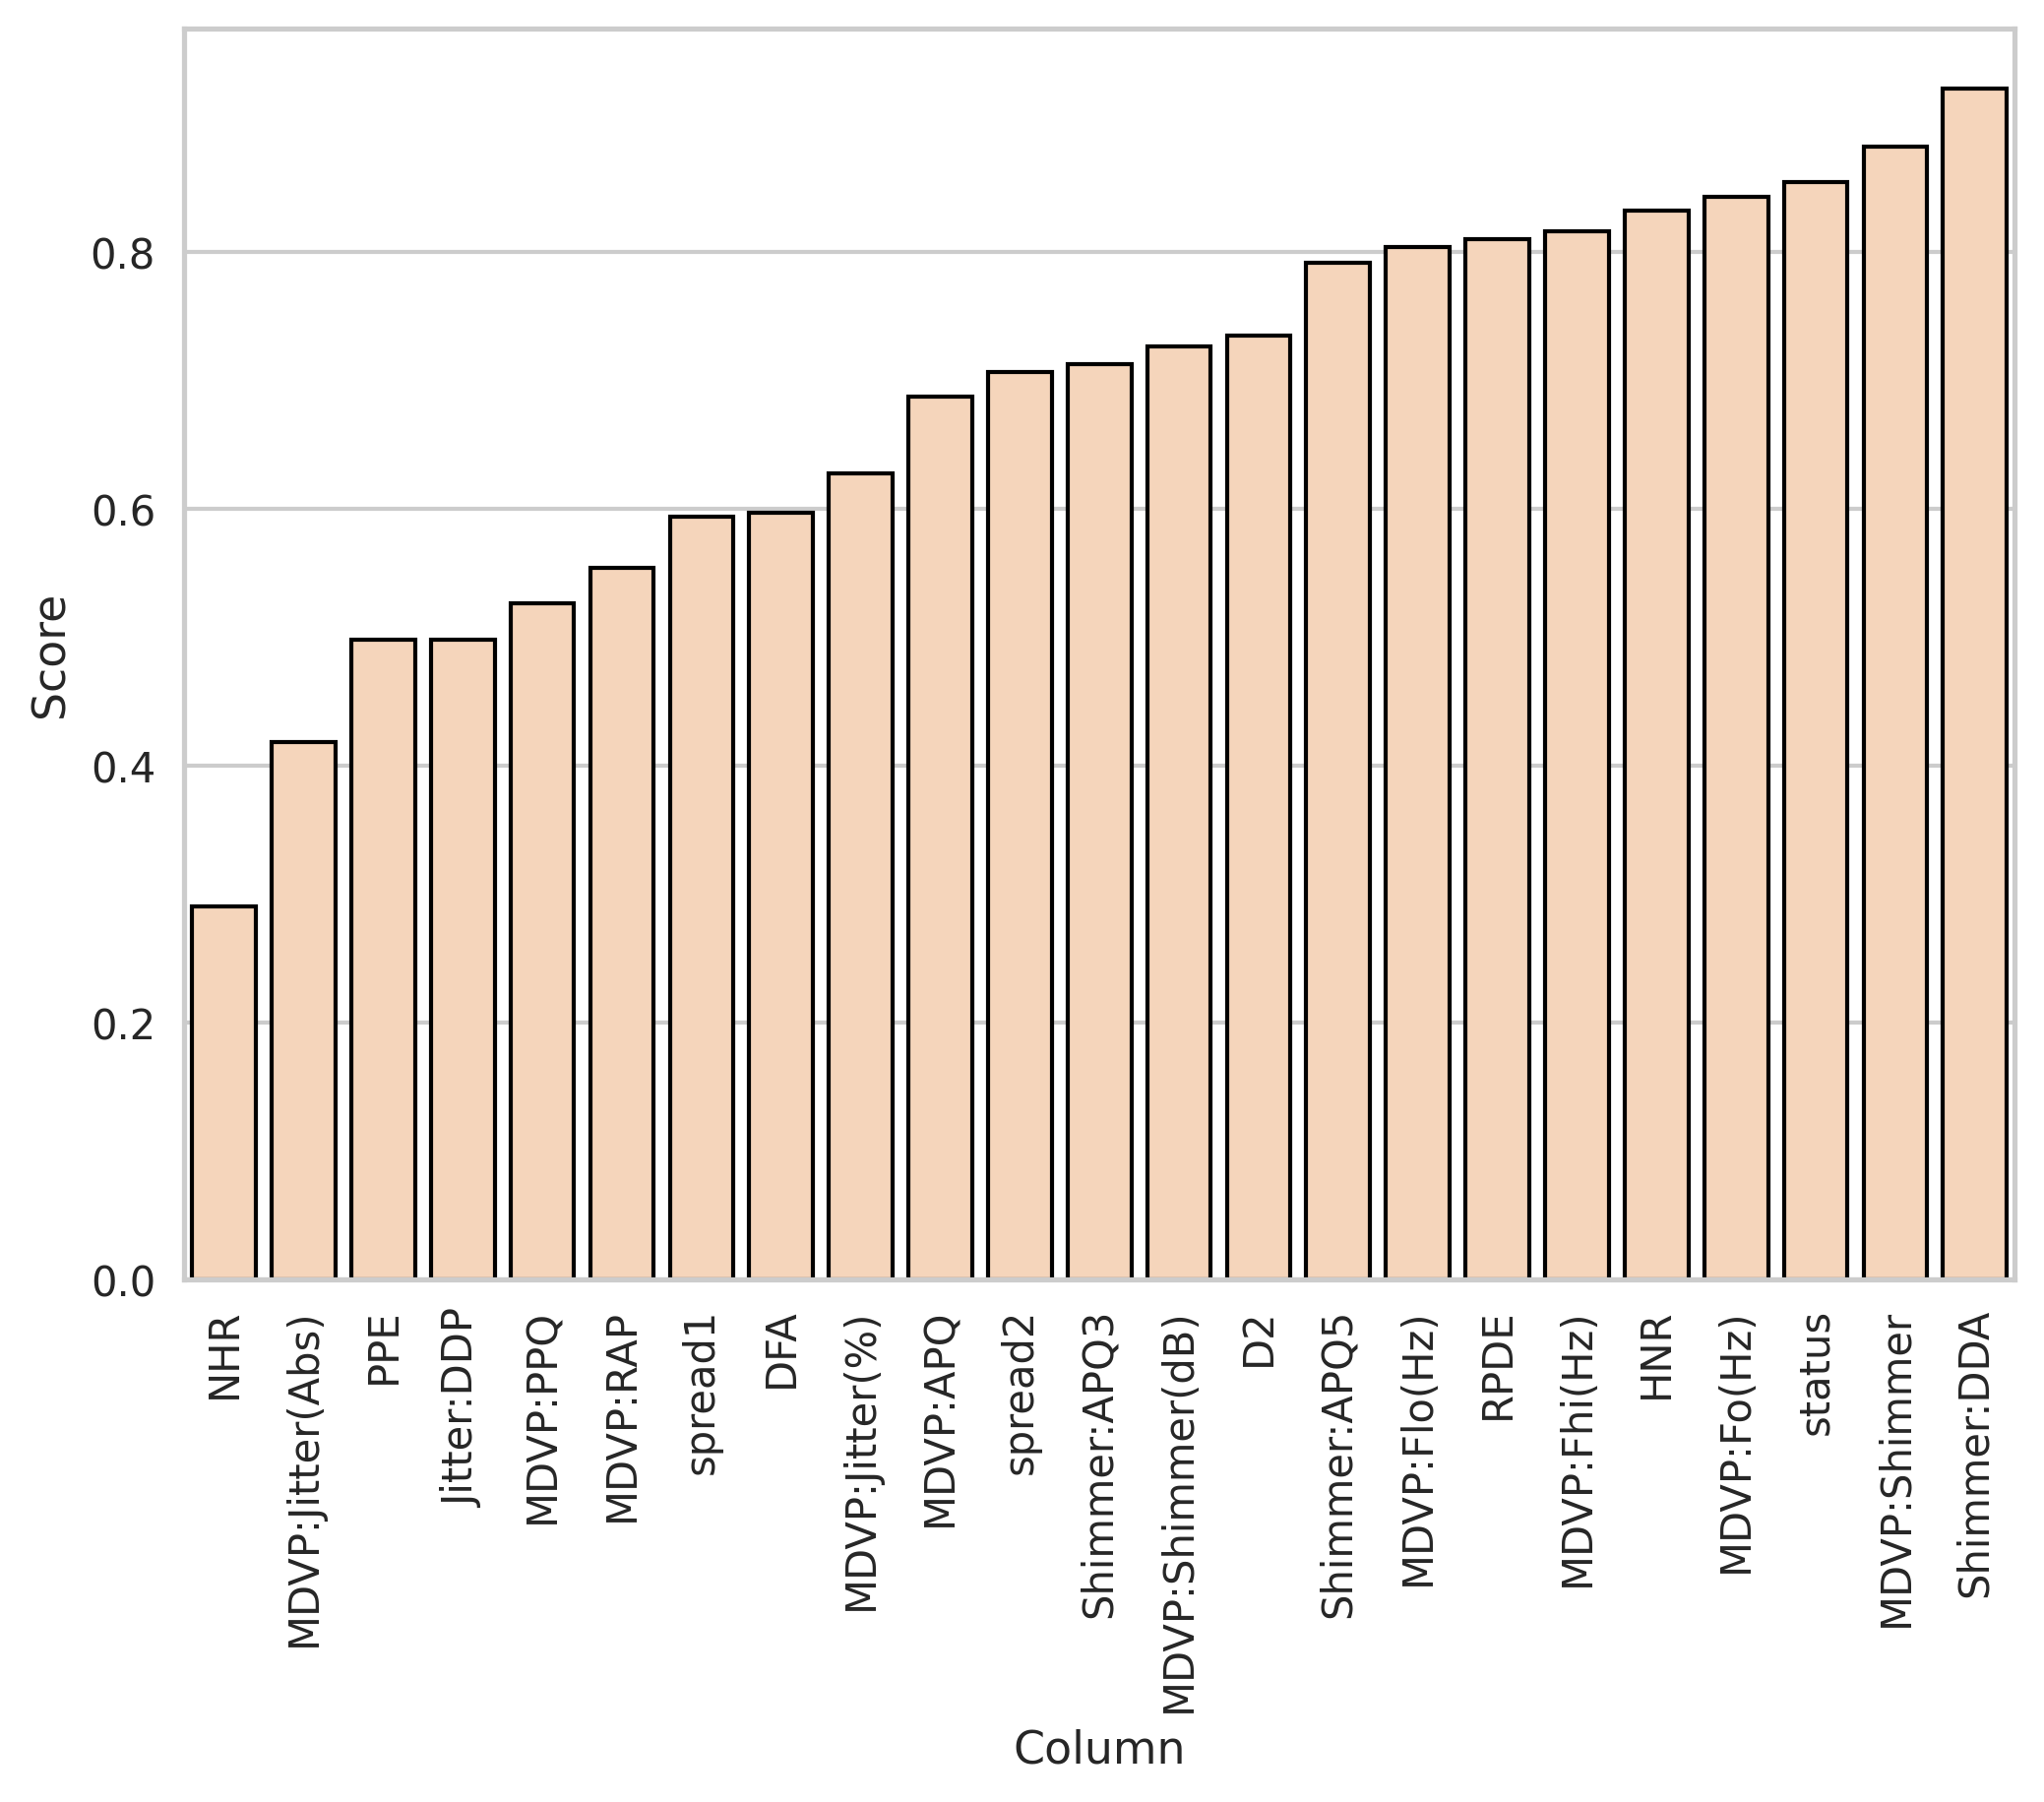 Score
0.8
0.6
0.4
0.2
0.0
NHR
MDVP:Jitter(Abs)
PPE
Jitter:DDP
MDVP:PPQ
MDVP:RAP
spread1
DFA
MDVP:Jitter(%)
MDVP:APQ
spread2
Shimmer:APQ3
MDVP:Shimmer(dB)
D2
Shimmer:APQ5
MDVP:Flo(Hz)
RPDE
MDVP:Fhi(Hz)
HNR
MDVP:Fo(Hz)
status
MDVP:Shimmer
Shimmer:DDA
Column